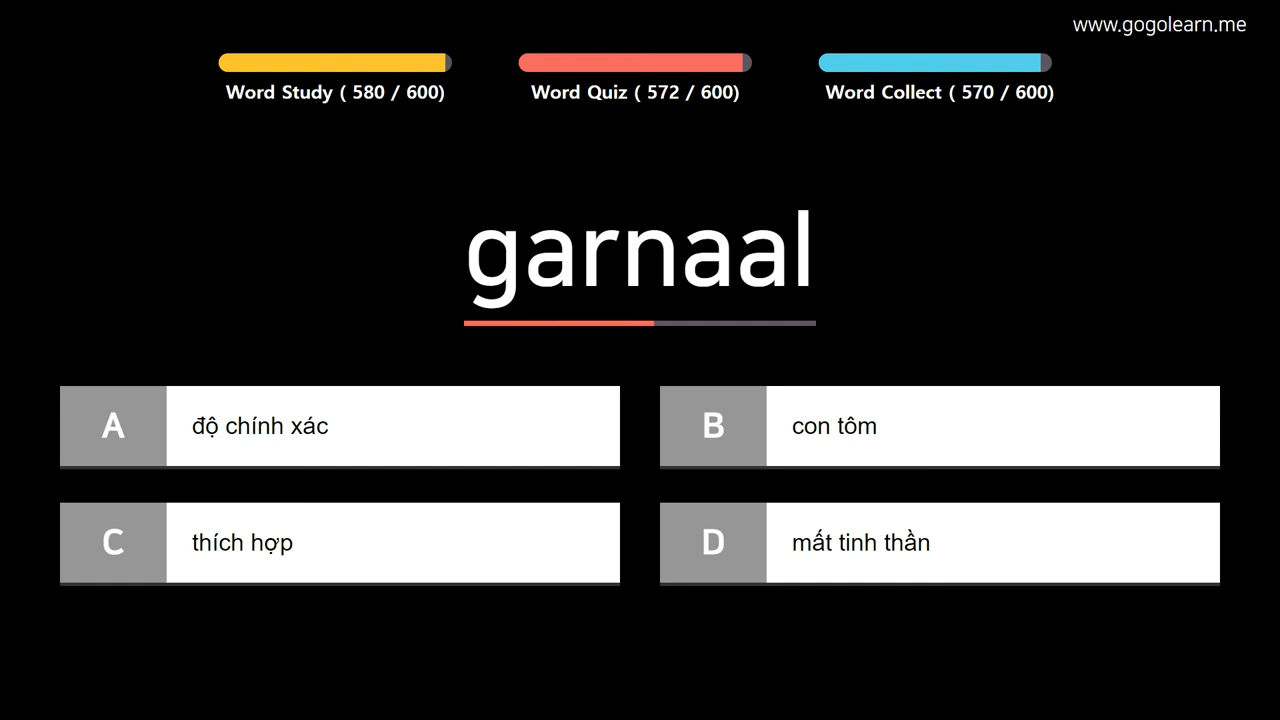 www.gogolearn.me
Word Study ( 580 / 600)
Word Quiz ( 572 / 600)
Word Collect ( 570 / 600)
garnaal
A
độ chính xác
B
con tôm
C
thích hợp
D
mất tinh thần